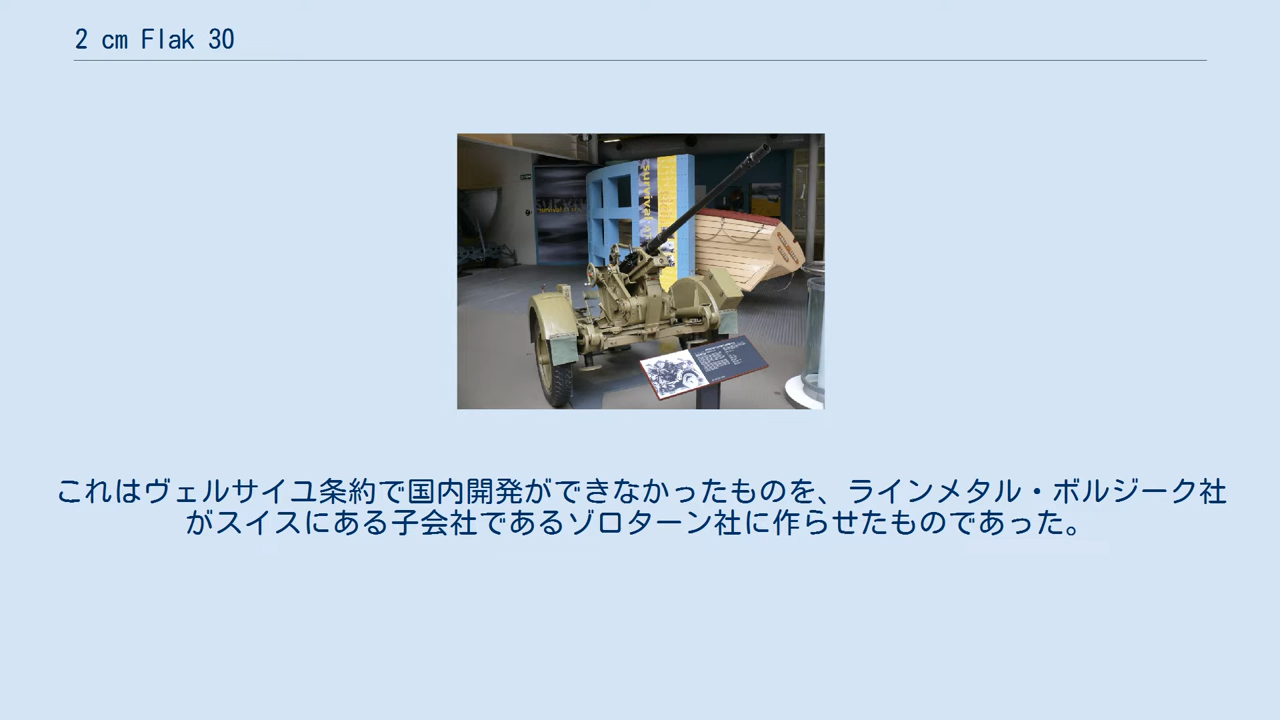 2 cm Flak 30
survival
これはヴェルサイユ条約で国内開発ができなかったものを、ラインメタル・ボルジーク社
がスイスにある子会社であるゾロターン社に作らせたものであった。